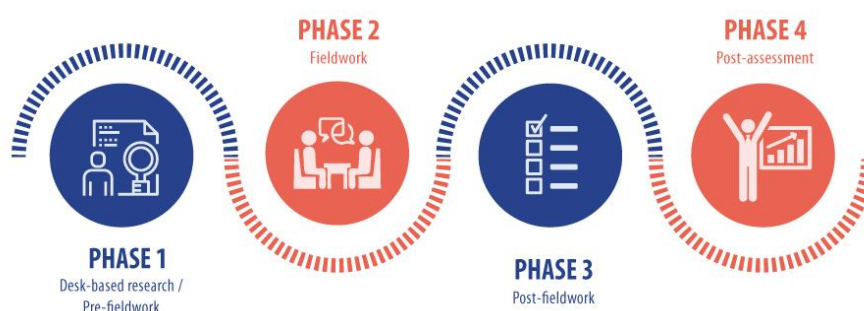 PHASE 1
Desk-based research /
Pre-fieldwork
PHASE 2
Fieldwork
PHASE 3
Post-fieldwork
PHASE 4
Post-assessment